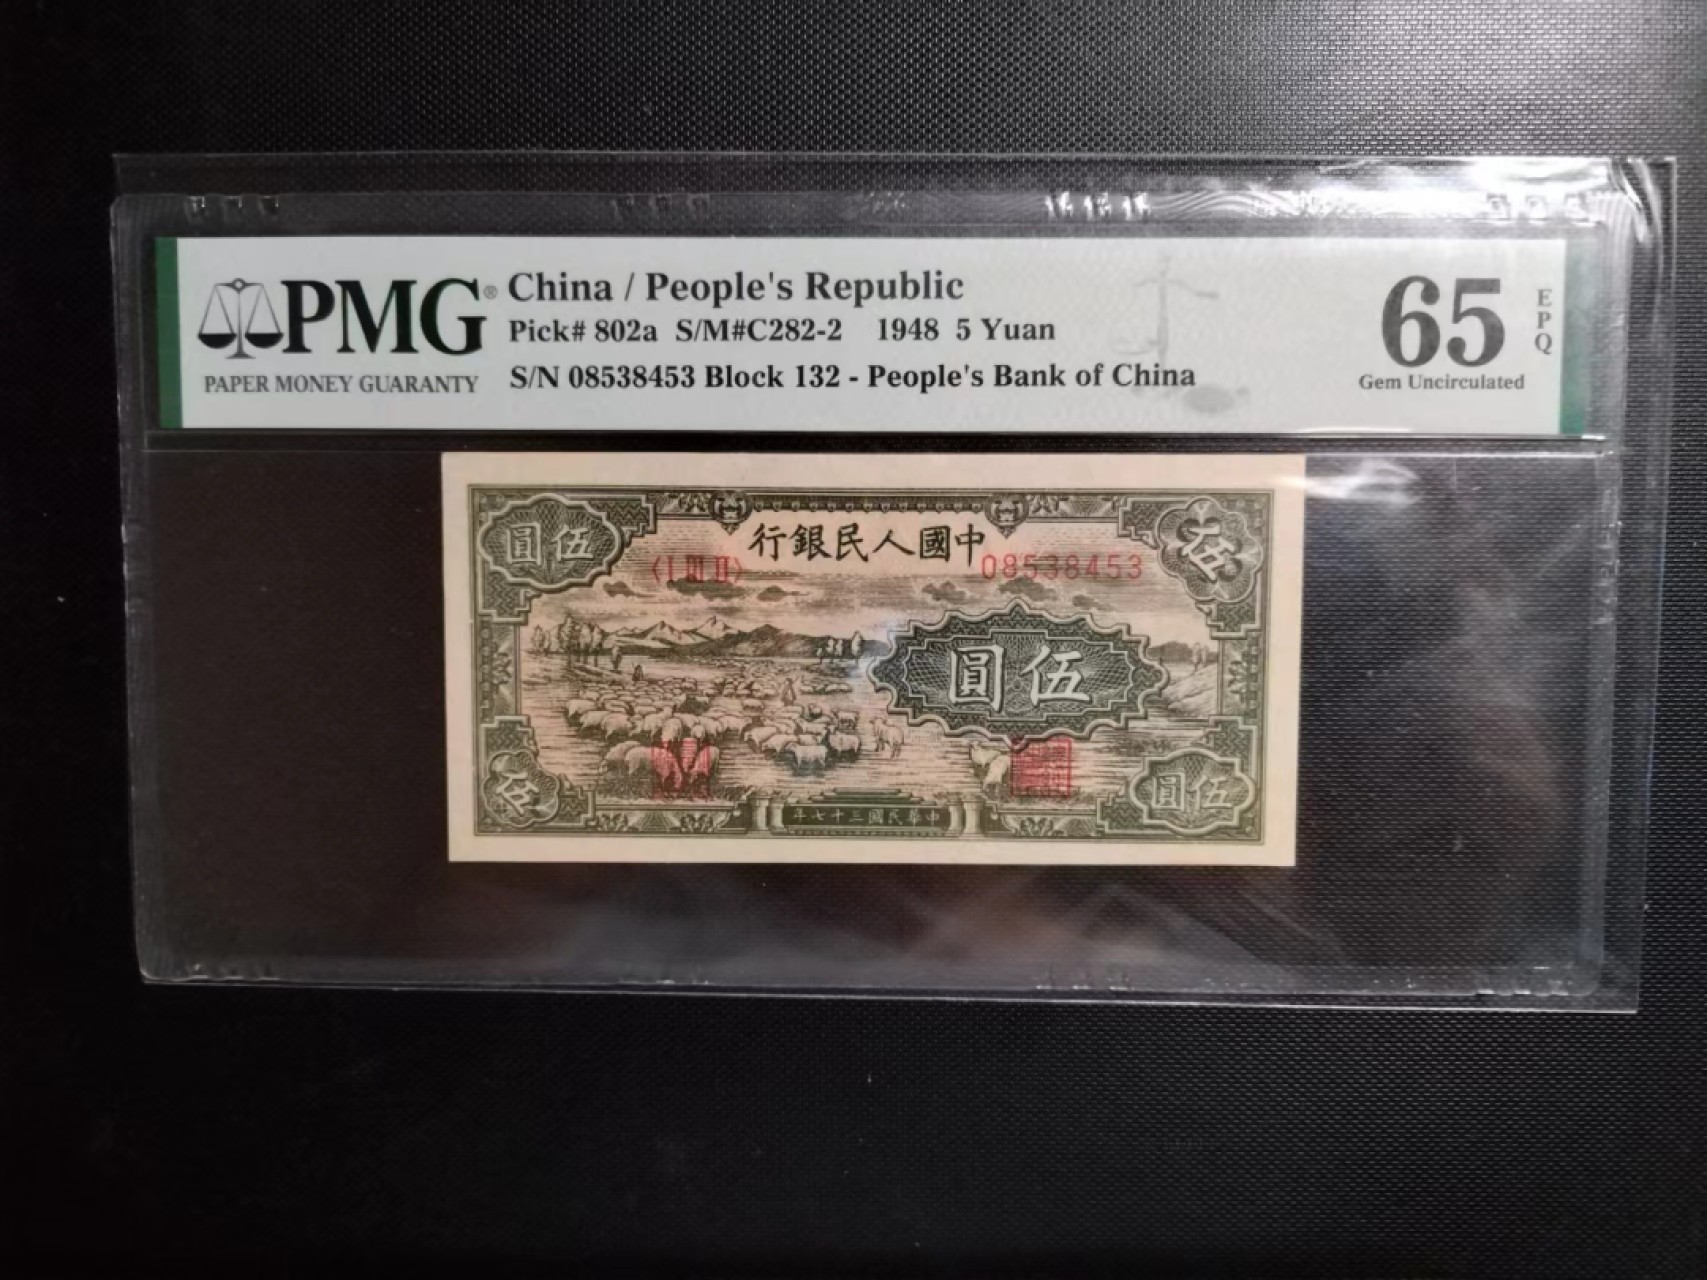 PMG®
PAPER MONEY GUARANTY
China / People's Republic
Pick# 802a S/M#C282-2 1948 5 Yuan
S/N 08538453 Block 132 - People's Bank of China
65
EPQ
Gem Uncirculated
行銀民人國中
〈I III II〉 08538453
圓伍
伍
圓伍
伍
圓伍
年七十三國民華中